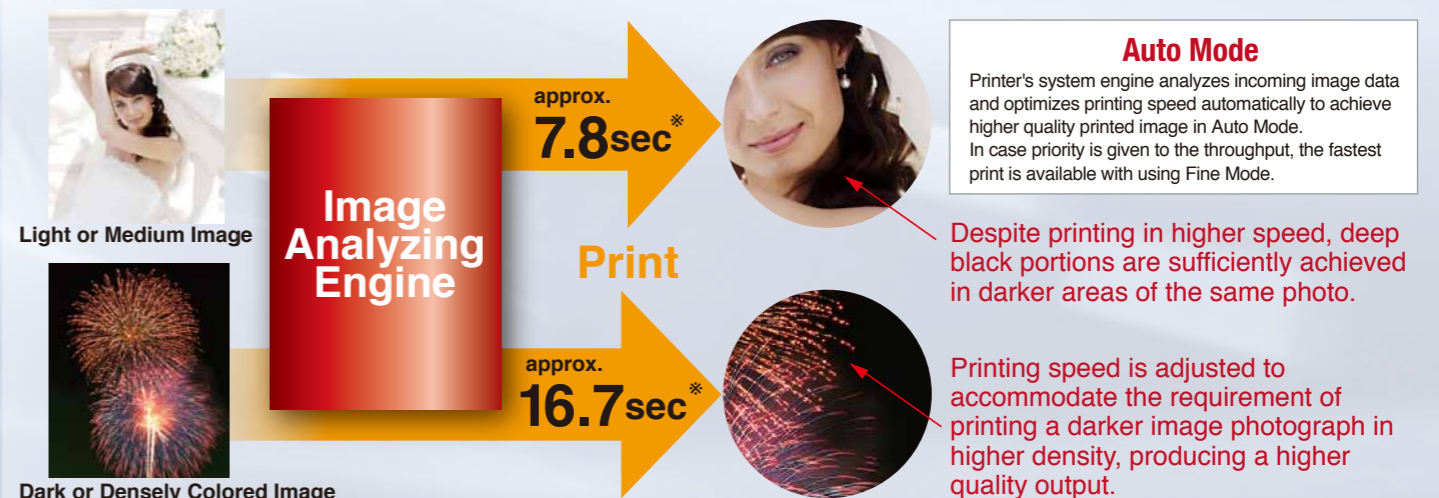 Light or Medium Image
Dark or Densely Colored Image
Image
Analyzing
Engine
approx.
7.8sec※
Print
approx.
16.7sec※
Auto Mode
Printer's system engine analyzes incoming image data
and optimizes printing speed automatically to achieve
higher quality printed image in Auto Mode.
In case priority is given to the throughput, the fastest
print is available with using Fine Mode.
Despite printing in higher speed, deep
black portions are sufficiently achieved
in darker areas of the same photo.
Printing speed is adjusted to
accommodate the requirement of
printing a darker image photograph in
higher density, producing a higher
quality output.